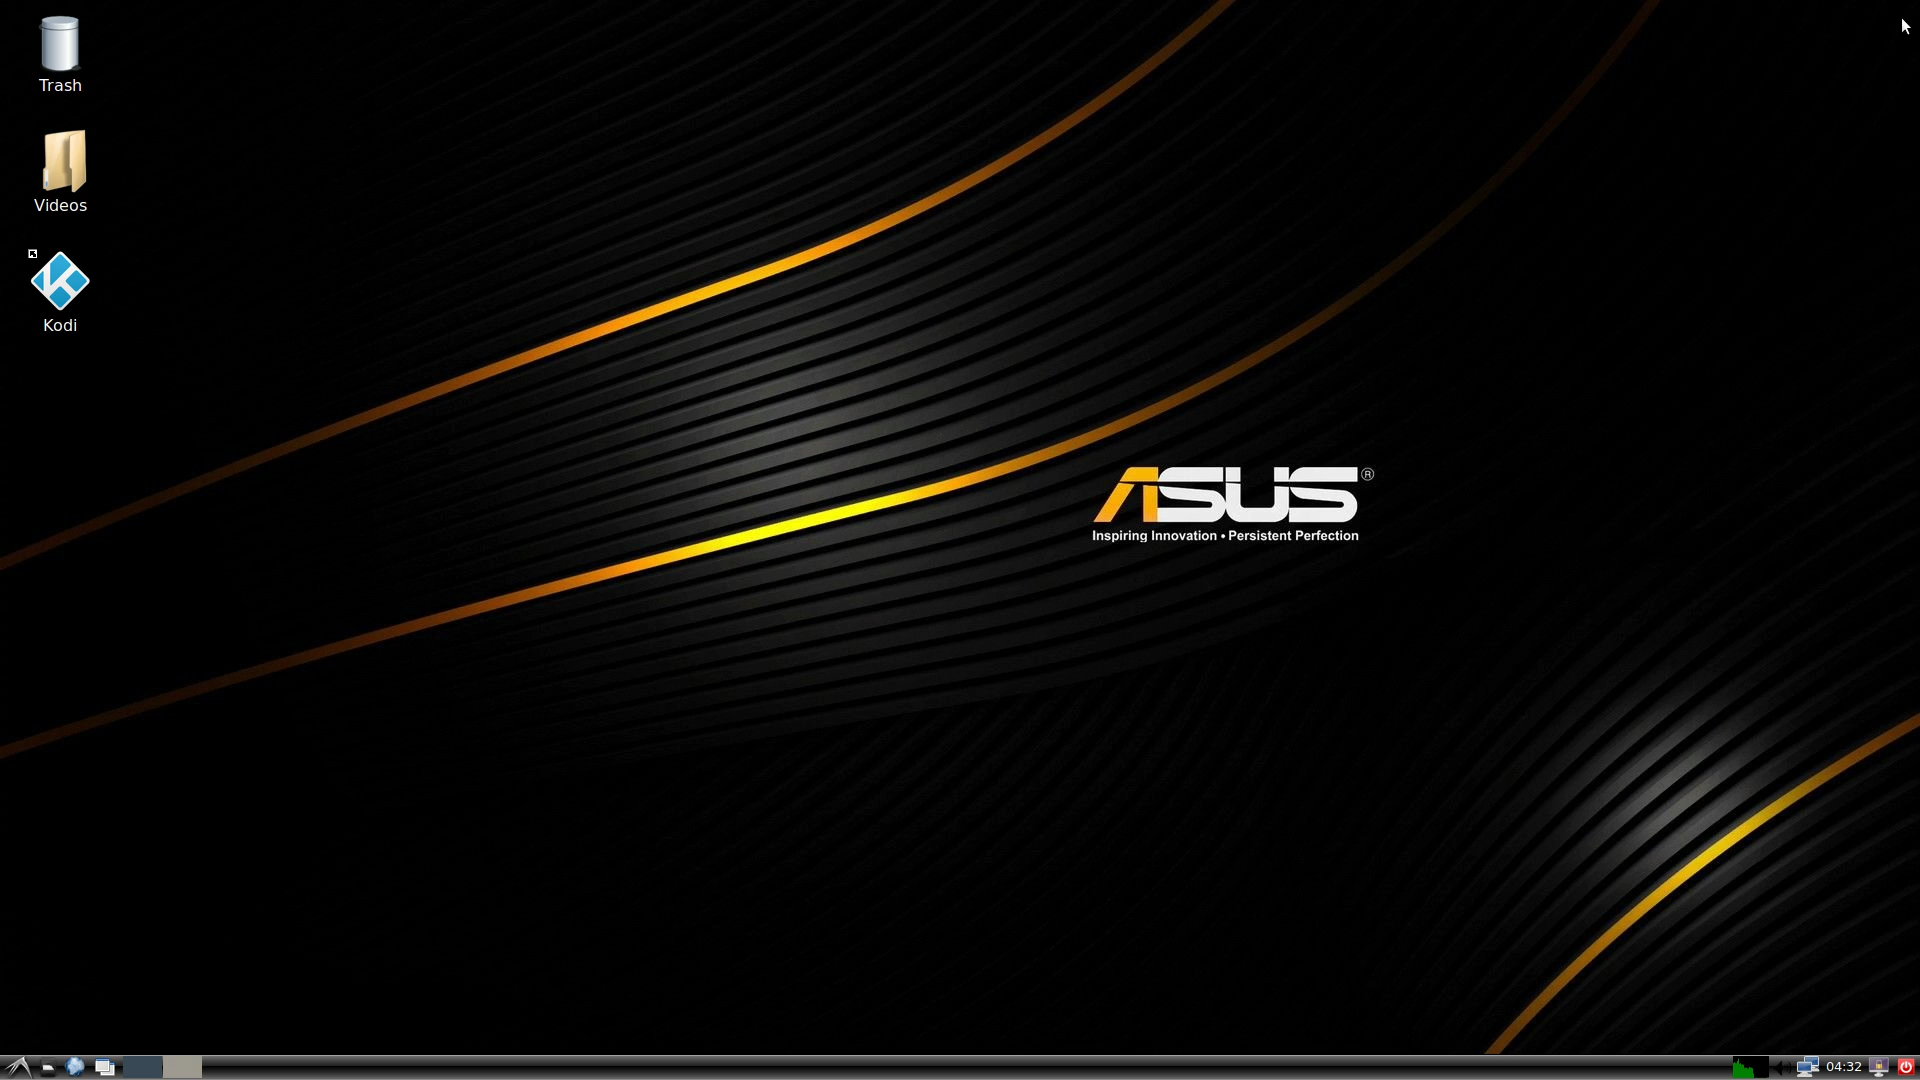 Trash
Videos
Kodi
ASUS®
Inspiring Innovation • Persistent Perfection
04:32